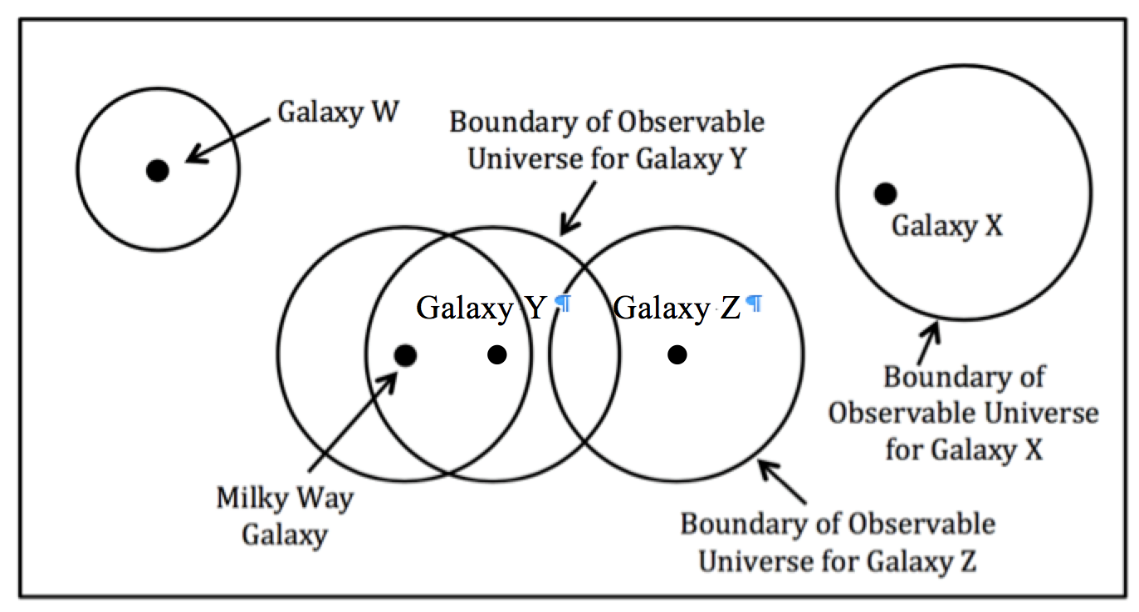 Galaxy W
Boundary of Observable
Universe for Galaxy Y
Galaxy X
Galaxy Y¶
Galaxy Z¶
Boundary of
Observable Universe
for Galaxy X
Milky Way
Galaxy
Boundary of Observable
Universe for Galaxy Z